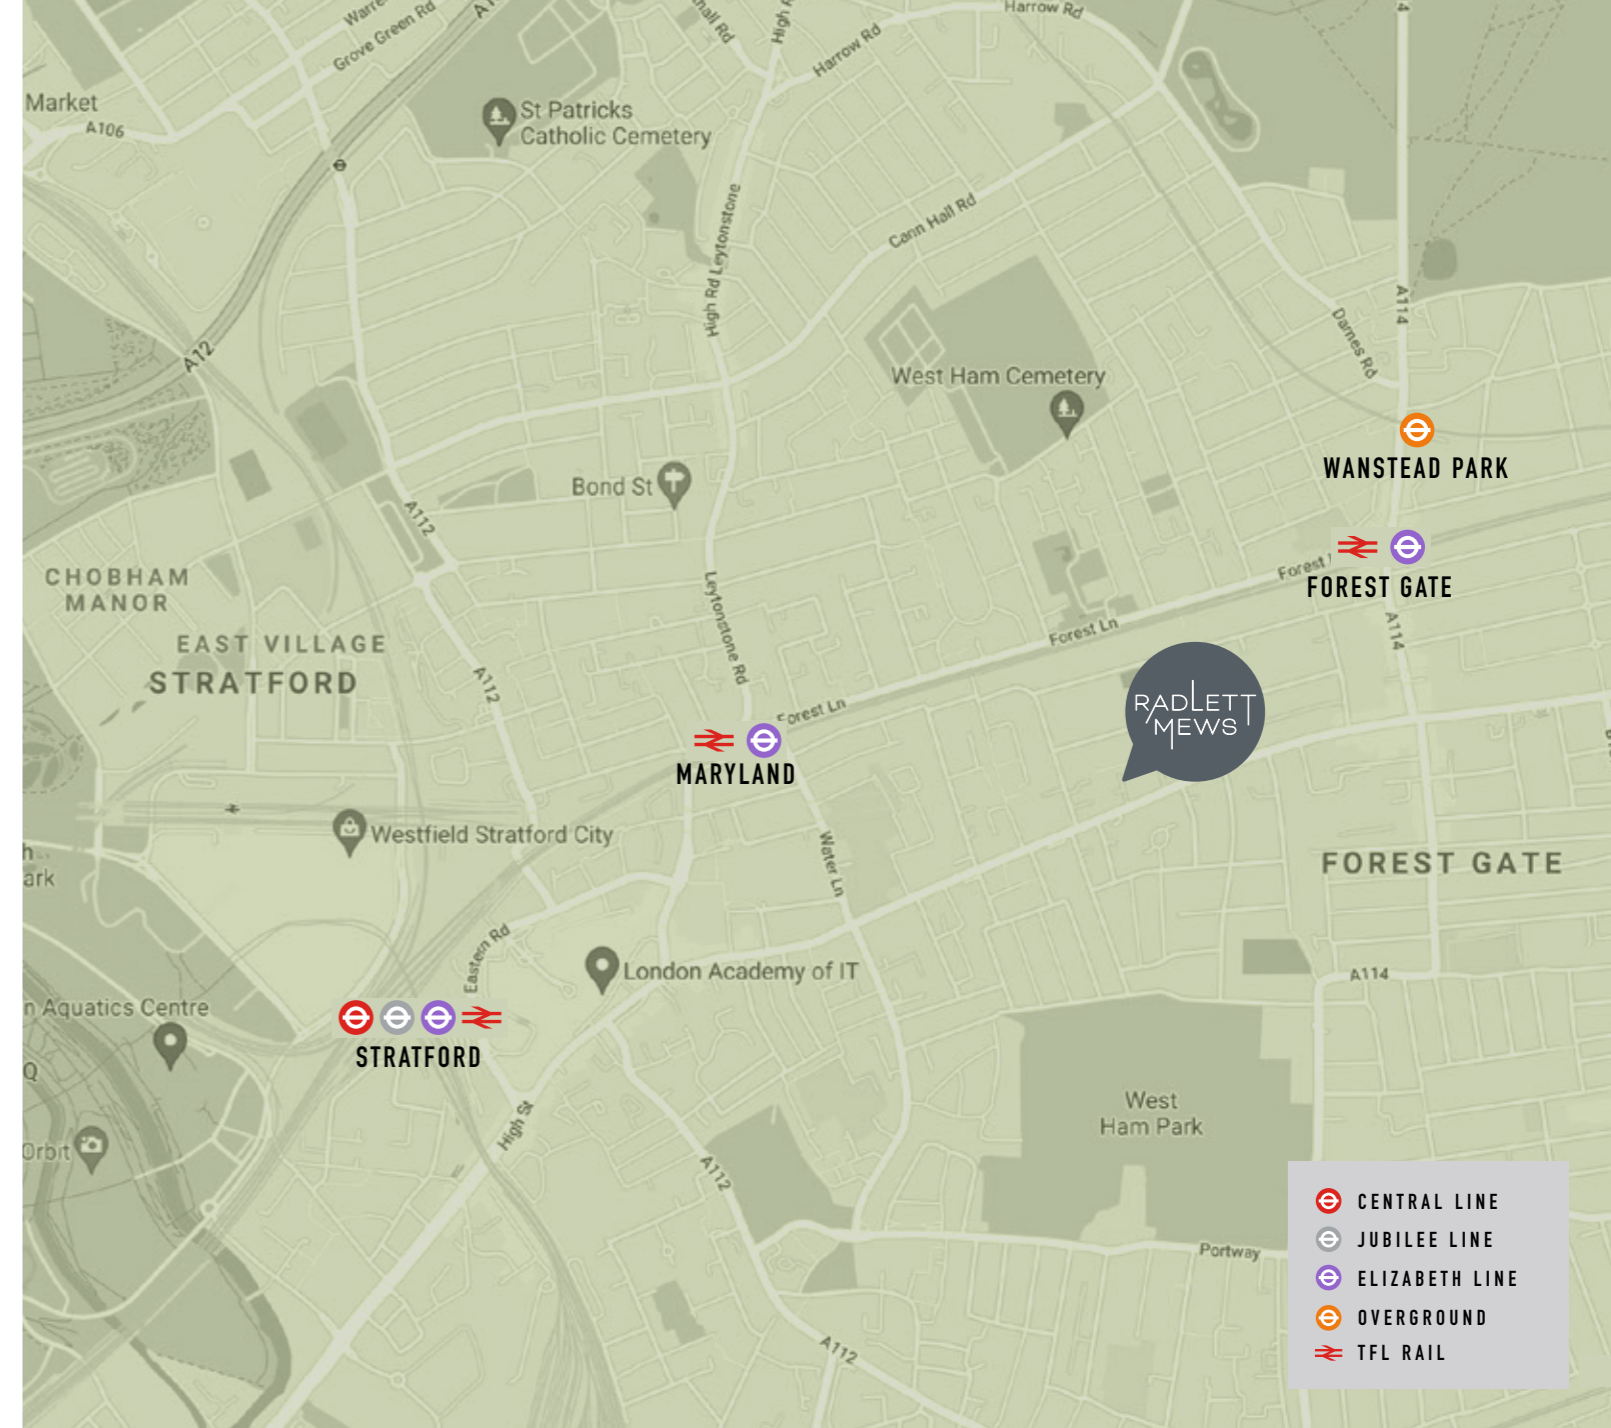 Grove Green Rd
Harrow Rd
Harrow Rd
Market
A106
St Patricks
Catholic Cemetery
High Rd Leytonstone
Cann Hall Rd
A12
A114
Dames Rd
West Ham Cemetery
WANSTEAD PARK
Bond St
A112
Forest
FOREST GATE
CHOBHAM
MANOR
EAST VILLAGE
STRATFORD
Leytonstone Rd
Forest Ln
A114
A112
RADLETT
MEWS
Forest Ln
MARYLAND
Westfield Stratford City
Water Ln
FOREST GATE
ark
Eastern Rd
London Academy of IT
A114
n Aquatics Centre
STRATFORD
Q
High St
West
Ham Park
Orbit
A112
Portway
A112
CENTRAL LINE
JUBILEE LINE
ELIZABETH LINE
OVERGROUND
TFL RAIL